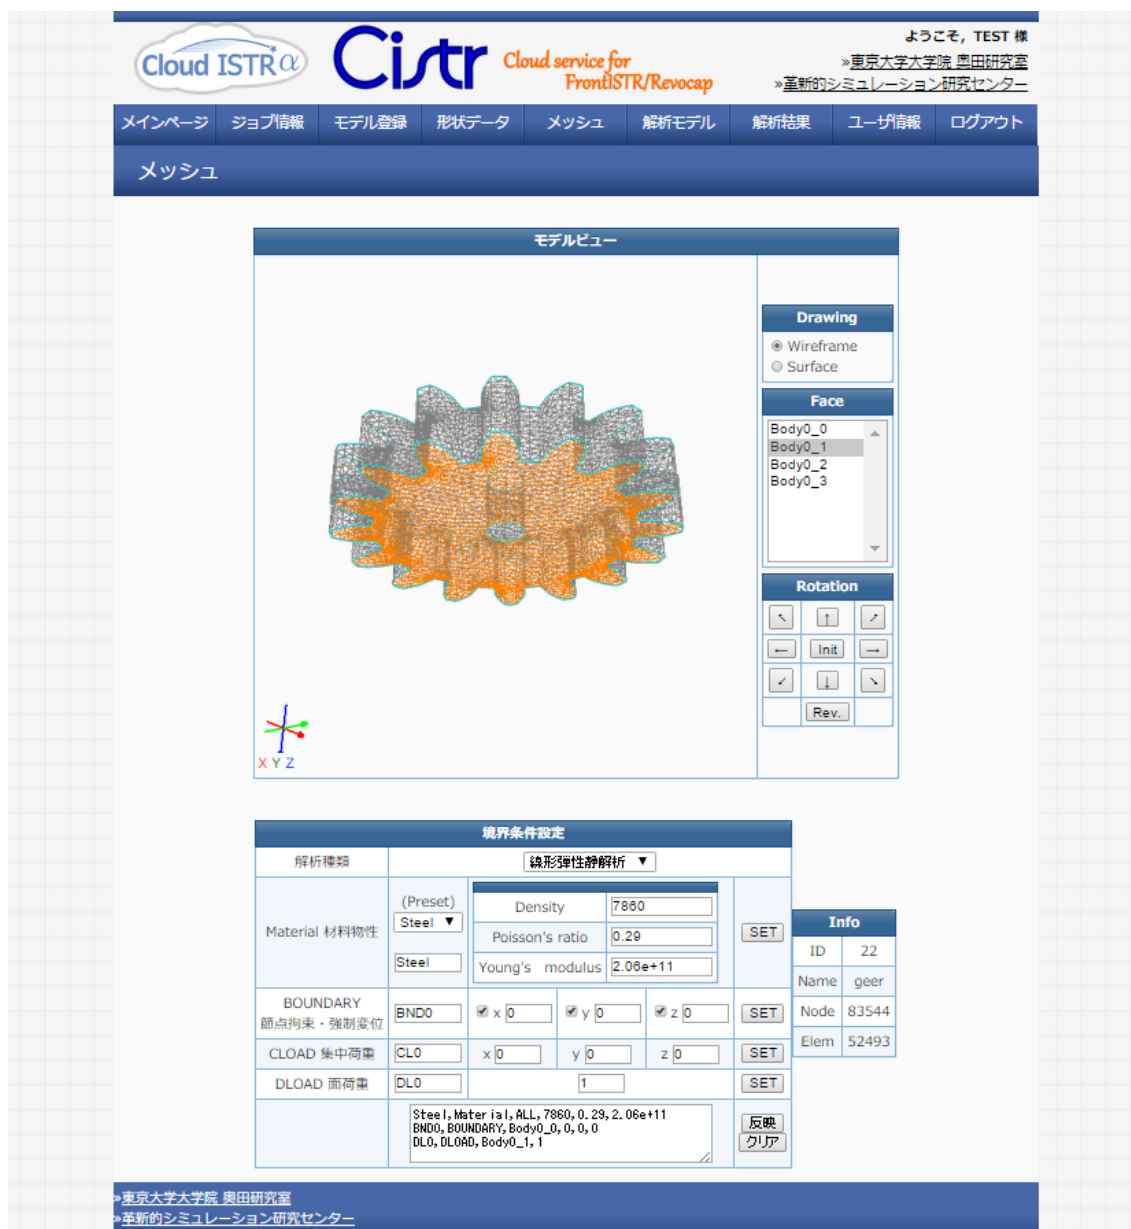 Cloud ISTR α
Cistr
Cloud service for
FrontISTR/Revocap
ようこそ, TEST 様
»東京大学大学院 奥田研究室
»革新的シミュレーション研究センター
メインページ ジョブ情報 モデル登録 形状データ メッシュ 解析モデル 解析結果 ユーザ情報 ログアウト
メッシュ
モデルビュー
Drawing
Wireframe
Surface
Face
Body0_0
Body0_1
Body0_2
Body0_3
Rotation
↖ ↑ ↗
← Init →
↙ ↓ ↘
Rev.
X Y Z
境界条件設定
解析種類 線形弾性静解析 ▼
Material 材料物性
(Preset)
Steel ▼
Steel
Density 7860
Poisson's ratio 0.29
Young's modulus 2.06e+11
SET
BOUNDARY
節点拘束・強制変位
BND0 x 0 y 0 z 0 SET
CLOAD 集中荷重 CL0 x 0 y 0 z 0 SET
DLOAD 面荷重 DL0 1 SET
Steel,Material,ALL,7860,0.29,2.06e+11
BND0,BOUNDARY,Body0_0,0,0,0
DL0,DLOAD,Body0_1,1
反映
クリア
Info
ID 22
Name geer
Node 83544
Elem 52493
»東京大学大学院 奥田研究室
»革新的シミュレーション研究センター